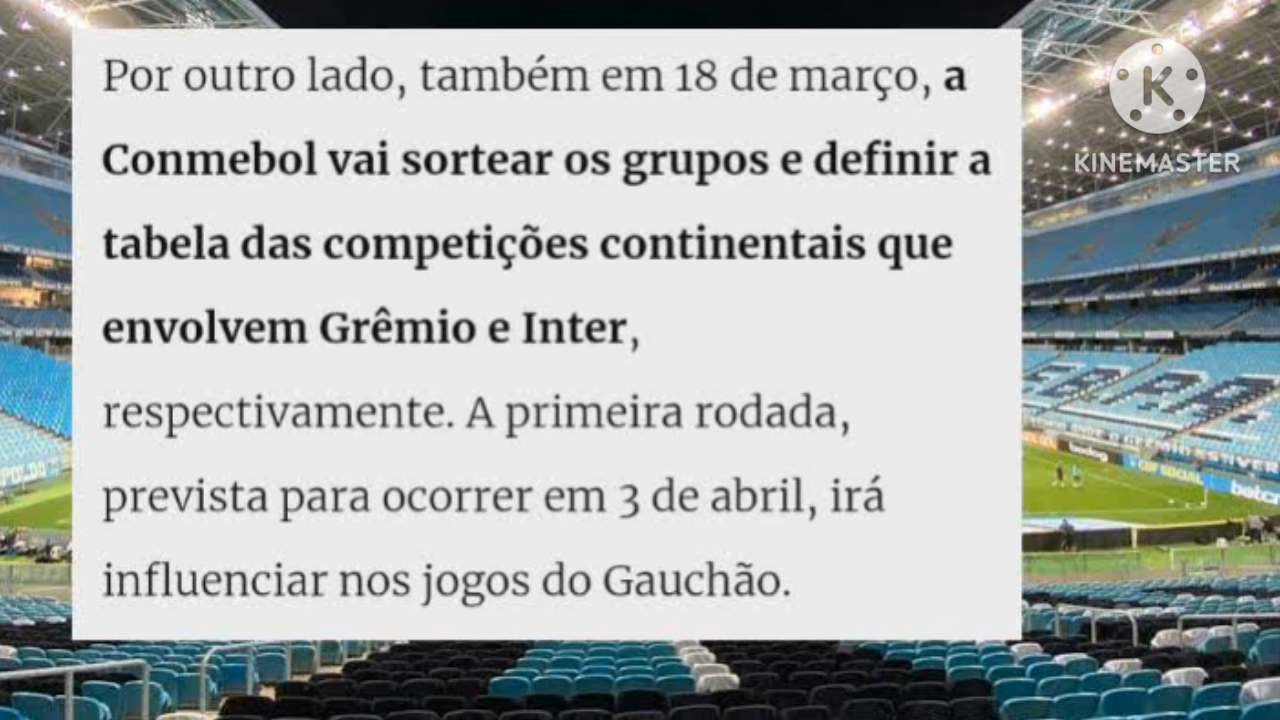 Por outro lado, também em 18 de março, a
Conmebol vai sortear os grupos e definir a
tabela das competições continentais que
envolvem Grêmio e Inter,
respectivamente. A primeira rodada,
prevista para ocorrer em 3 de abril, irá
influenciar nos jogos do Gauchão.
K
KINEMASTER